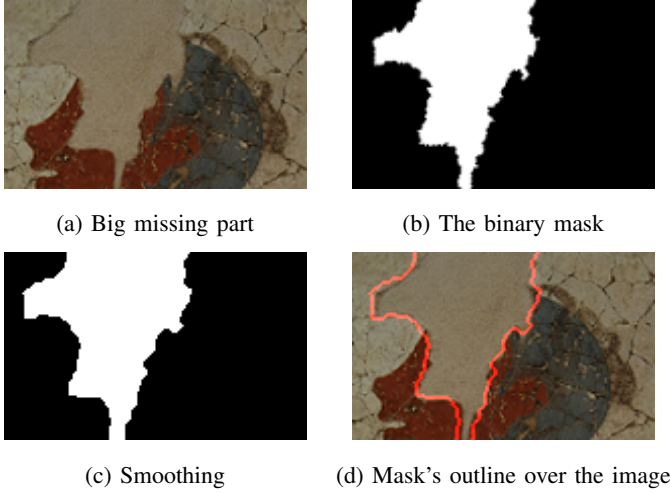 (a) Big missing part
(b) The binary mask
(c) Smoothing
(d) Mask's outline over the image